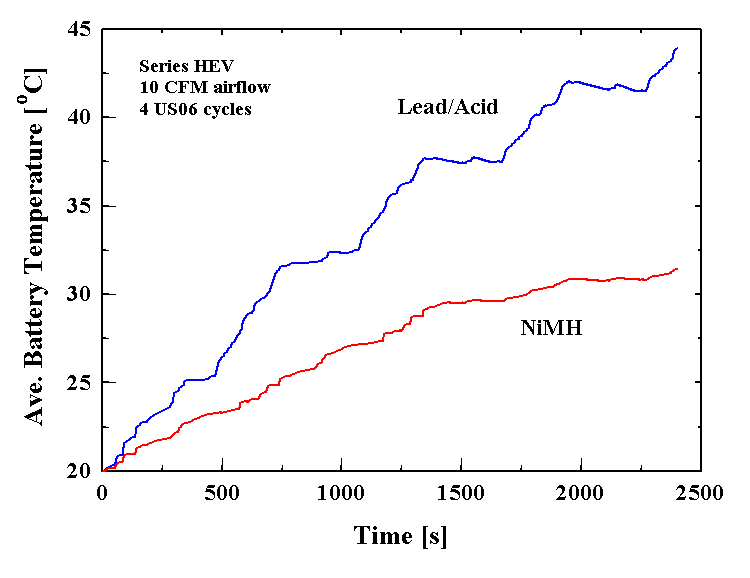 45
40
35
30
25
20
Ave. Battery Temperature [°C]
Series HEV
10 CFM airflow
4 US06 cycles
Lead/Acid
NiMH
0
500
1000
1500
2000
2500
Time [s]